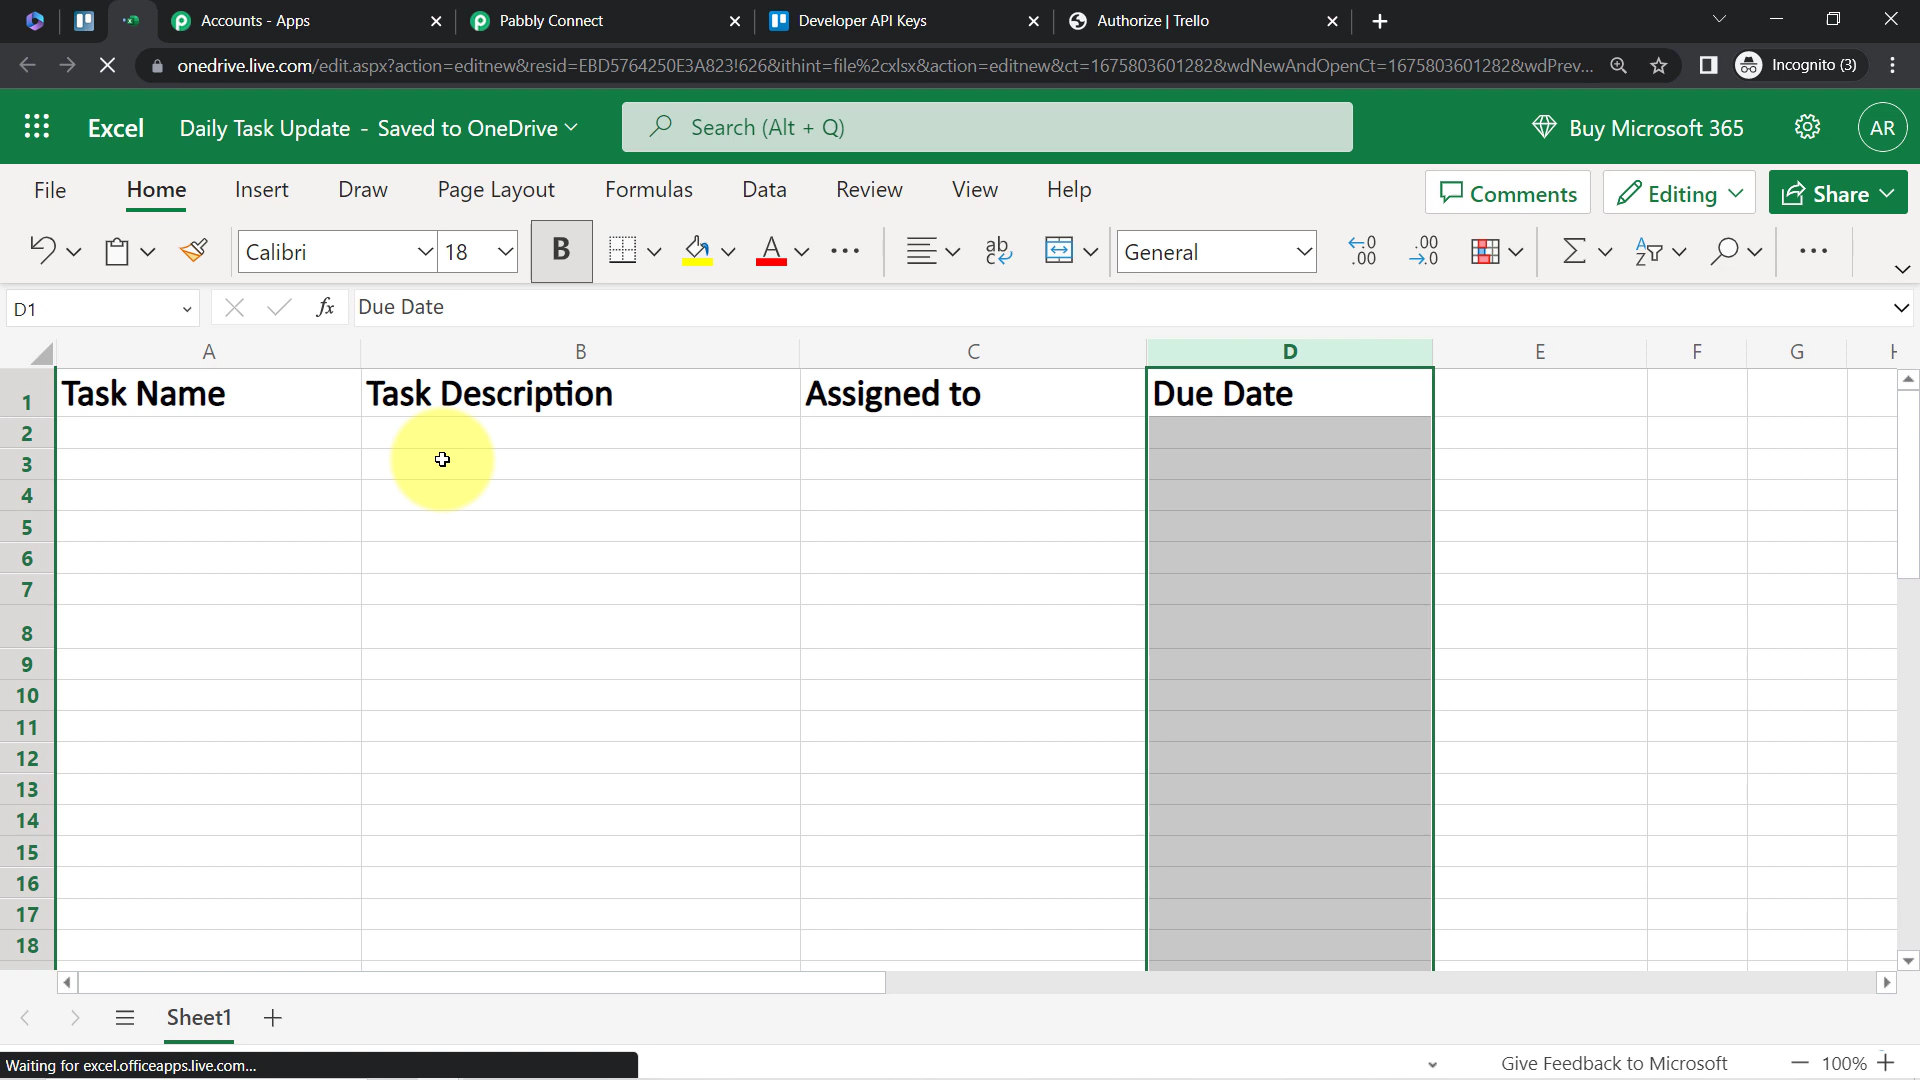 Accounts - Apps
Pabbly Connect
Developer API Keys
Authorize | Trello
onedrive.live.com/edit.aspx?action=editnew&resid=EBD5764250E3A823!626&ithint=file%2cxlsx&action=editnew&ct=1675803601282&wdNewAndOpenCt=1675803601282&wdPrev...
Incognito (3)
Excel
Daily Task Update - Saved to OneDrive
Search (Alt + Q)
Buy Microsoft 365
AR
File
Home
Insert
Draw
Page Layout
Formulas
Data
Review
View
Help
Comments
Editing
Share
Calibri
18
B
A
ab
c
General
.00
.00
D1
fx
Due Date
A
B
C
D
E
F
G
1
Task Name
Task Description
Assigned to
Due Date
2
3
4
5
6
7
8
9
10
11
12
13
14
15
16
17
18
Sheet1
Waiting for excel.officeapps.live.com...
Give Feedback to Microsoft
100%